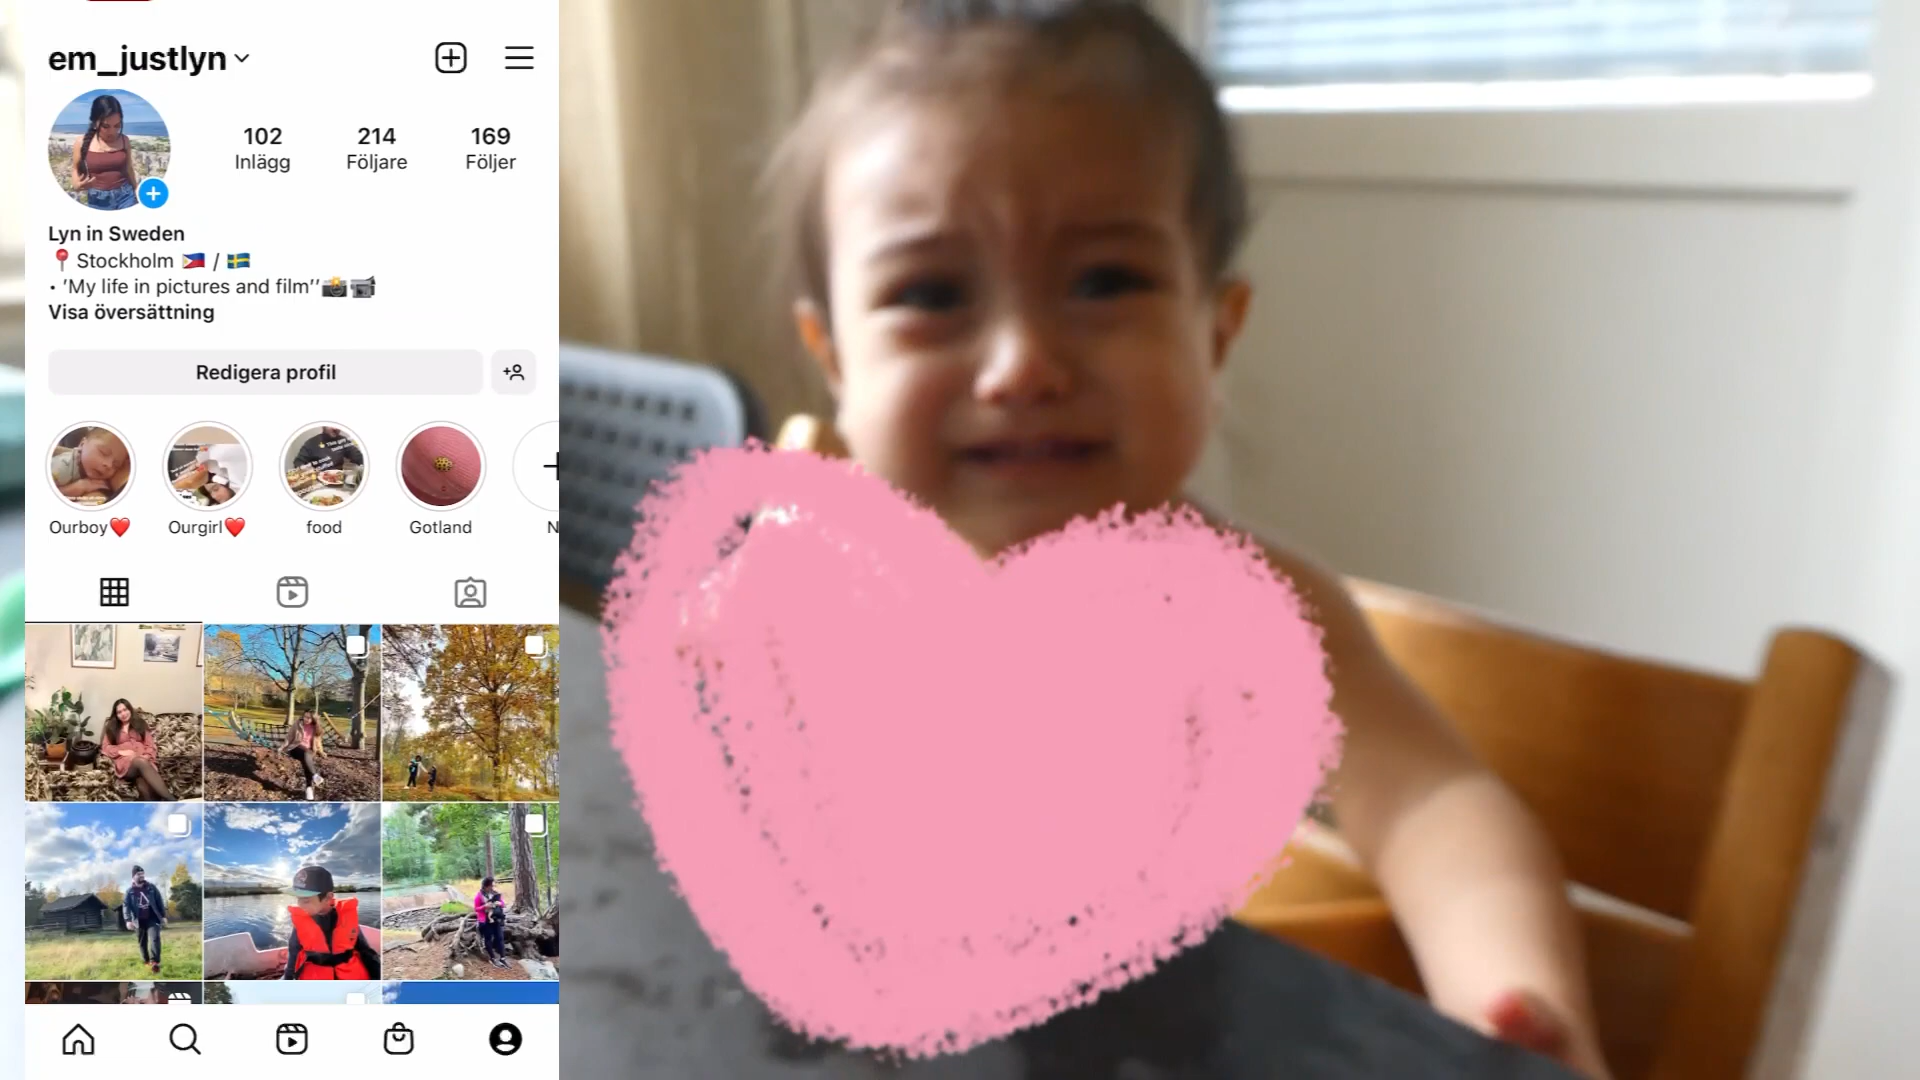 em_justlyn
102
214
169
Inlägg
Följare
Följer
Lyn in Sweden
📍Stockholm 🇵🇭 / 🇸🇪
• ‘My life in pictures and film’’📸📽
Visa översättning
Redigera profil
Ourboy❤️
Ourgirl❤️
food
Gotland